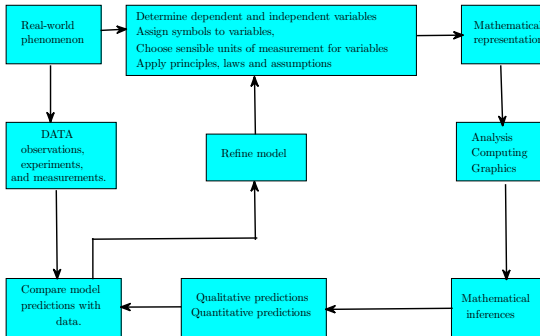 Real-world
phenomenon
Determine dependent and independent variables
Assign symbols to variables,
Choose sensible units of measurement for variables
Apply principles, laws and assumptions
Mathematical
representation
DATA
observations,
experiments,
and measurements.
Refine model
Analysis
Computing
Graphics
Compare model
predictions with
data.
Qualitative predictions
Quantitative predictions
Mathematical
inferences